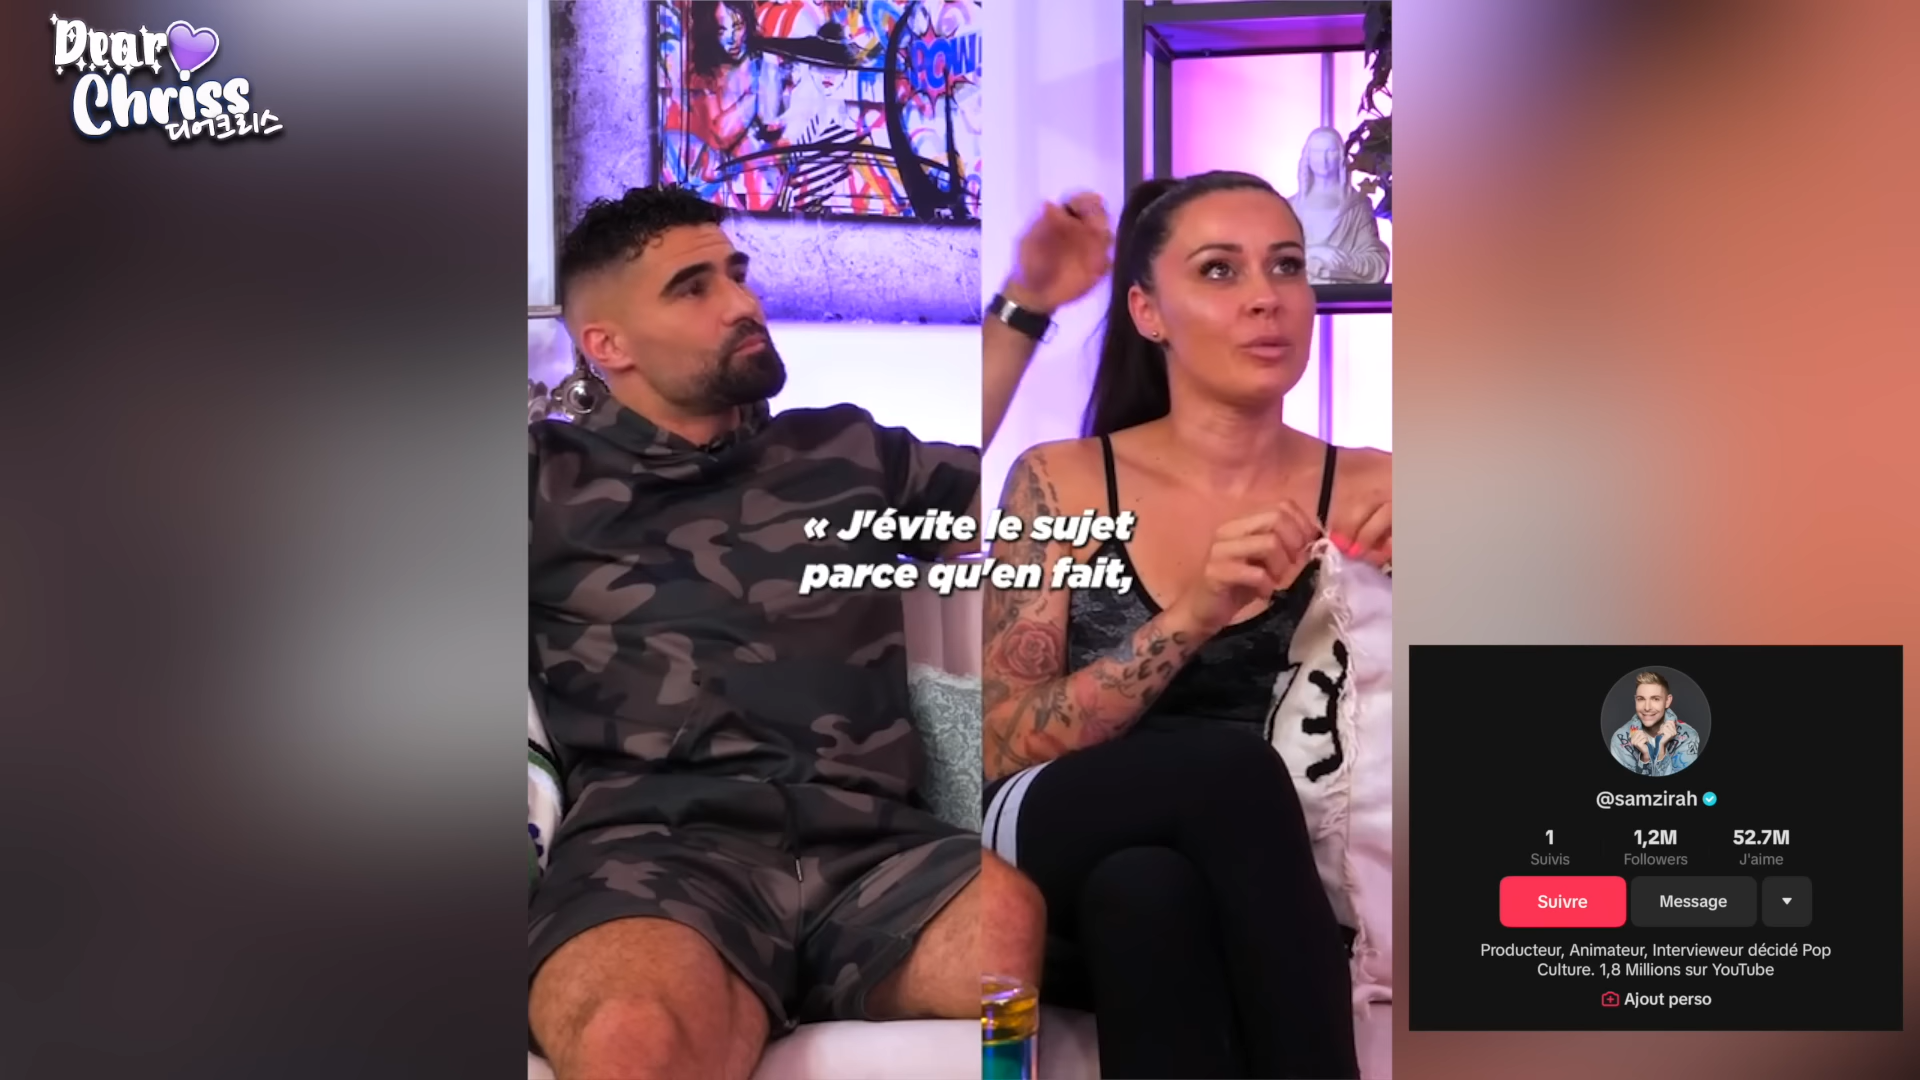 Dear
Chriss
디어크리스
CHANEL
POW!
« J'évite le sujet
parce qu'en fait,
@samzirah
1 1,2M 52.7M
Suivis Followers J'aime
Suivre Message
Producteur, Animateur, Intervieweur décidé Pop
Culture. 1,8 Millions sur YouTube
Ajout perso